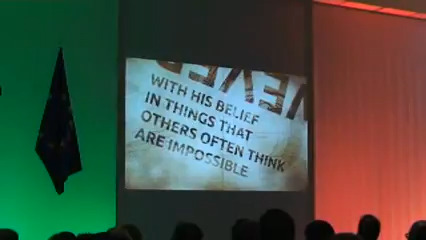 WITH HIS BELIEF
IN THINGS THAT
OTHERS OFTEN THINK
ARE IMPOSSIBLE